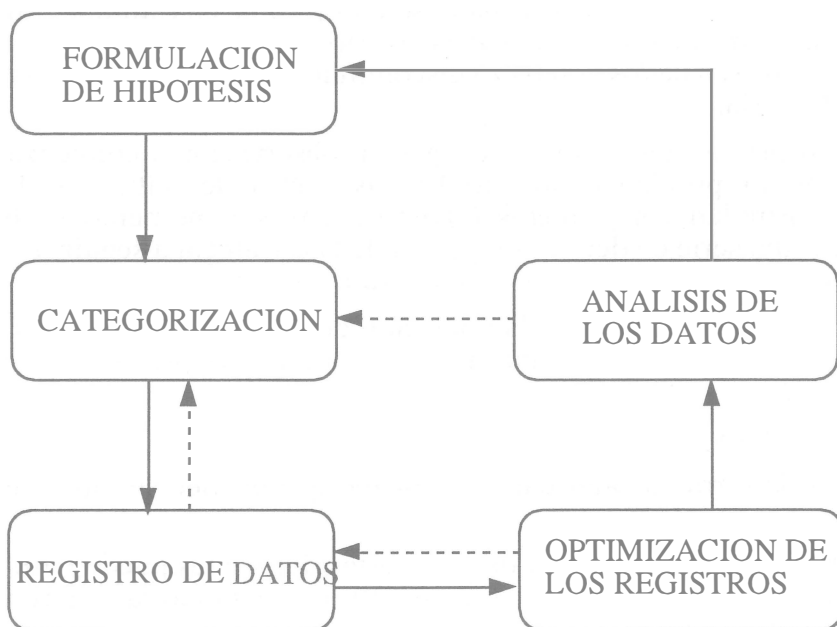 FORMULACION
DE HIPOTESIS
CATEGORIZACION
ANALISIS DE
LOS DATOS
REGISTRO DE DATOS
OPTIMIZACION DE
LOS REGISTROS